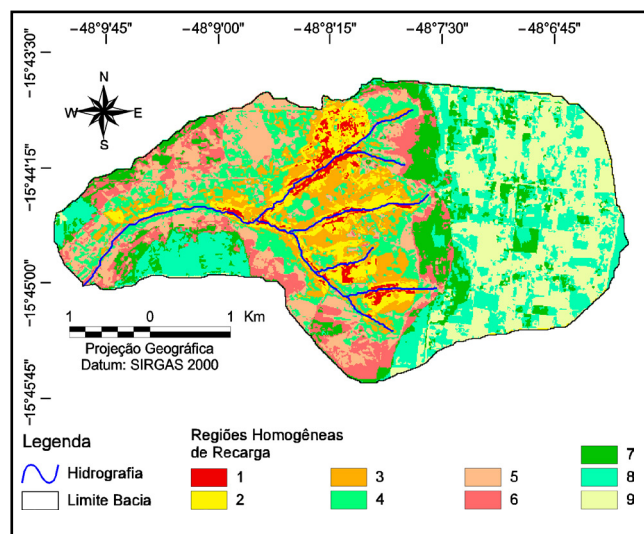 -48°9'45" -48°9'00" -48°8'15" -48°7'30" -48°6'45"
-15°43'30"
-15°44'15"
-15°45'00"
-15°45'45"
N
W E
S
1 0 1 Km
Projeção Geográfica
Datum: SIRGAS 2000
Legenda
Hidrografia
Limite Bacia
Regiões Homogêneas
de Recarga
1 3 5 7
2 4 6 8
9